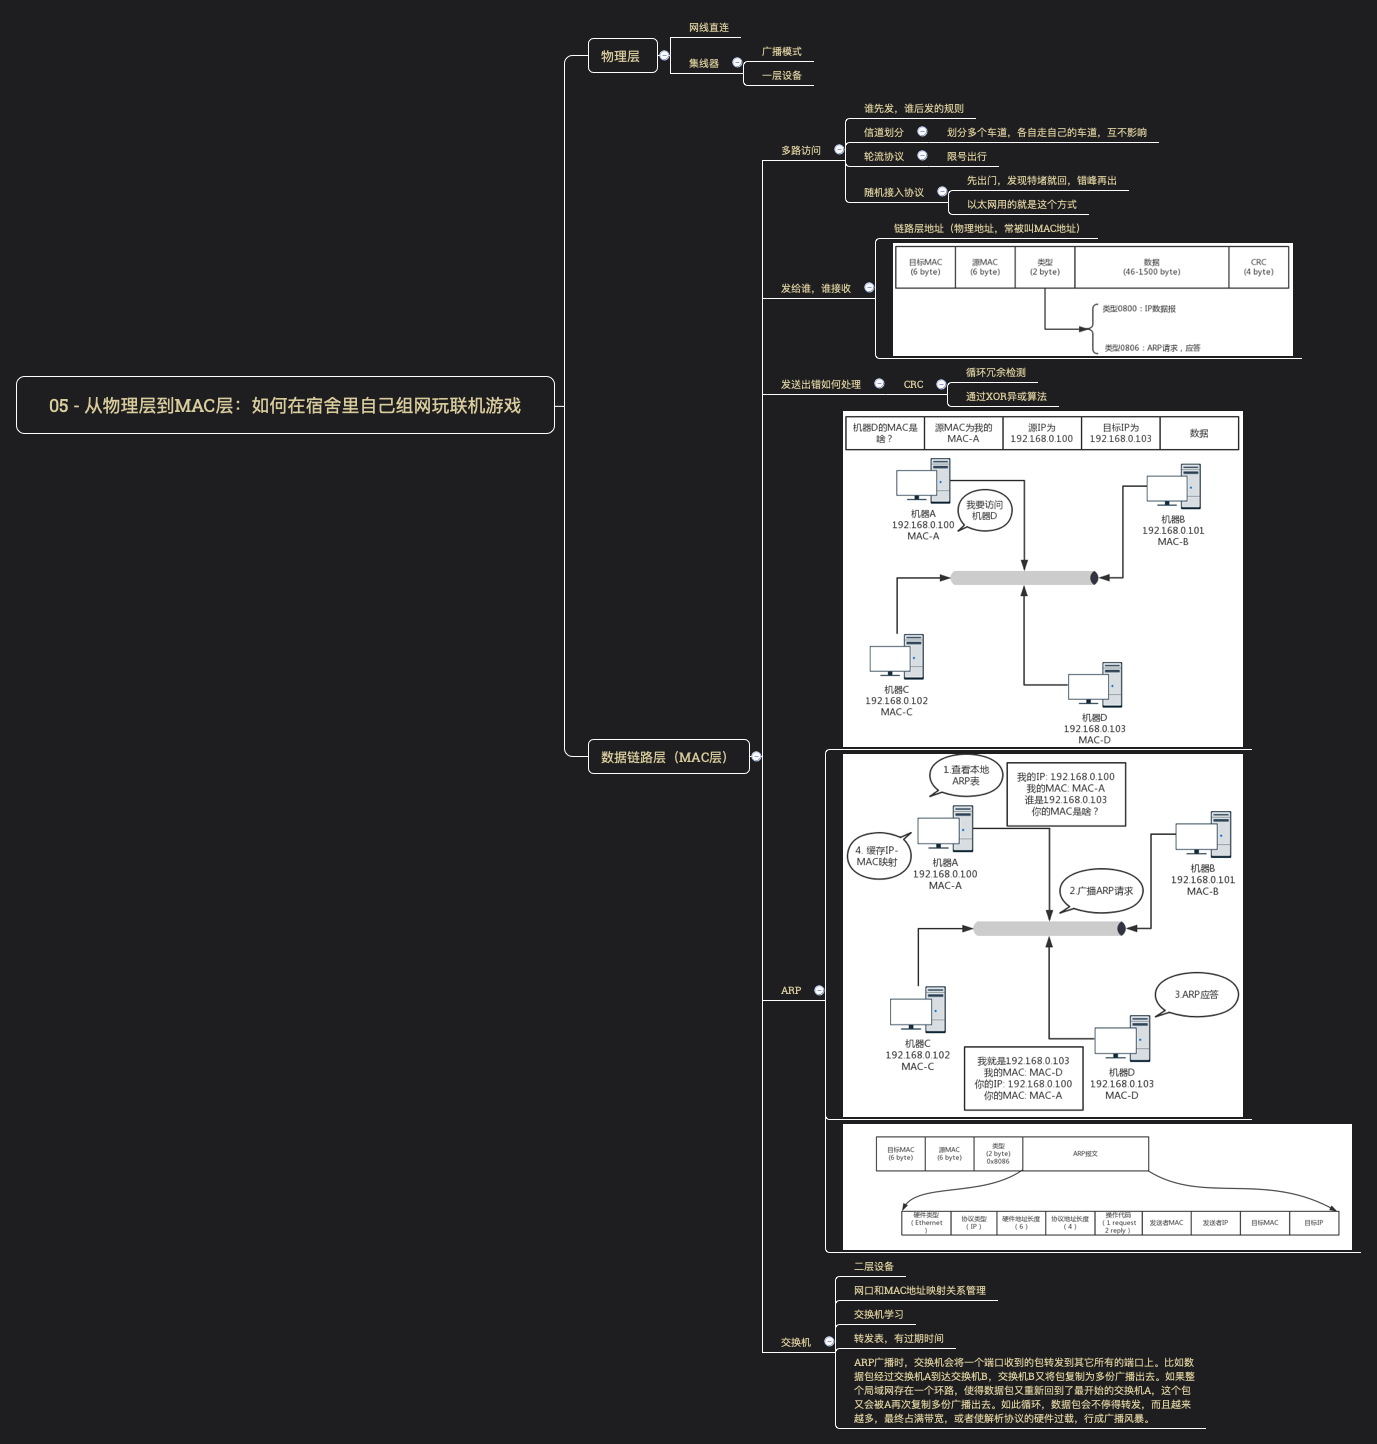 05 - 从物理层到MAC层：如何在宿舍里自己组网玩联机游戏
物理层
网线直连
集线器
广播模式
一层设备
数据链路层（MAC层）
多路访问
谁先发，谁后发的规则
信道划分
划分多个车道，各自走自己的车道，互不影响
轮流协议
限号出行
随机接入协议
先出门，发现特堵就回，错峰再出
以太网用的就是这个方式
发给谁，谁接收
链路层地址（物理地址，常被叫MAC地址）
目标MAC
(6 byte)
源MAC
(6 byte)
类型
(2 byte)
数据
(46-1500 byte)
CRC
(4 byte)
类型0800：IP数据报
类型0806：ARP请求，应答
发送出错如何处理
CRC
循环冗余检测
通过XOR异或算法
ARP
机器D的MAC是
啥？
源MAC为我的
MAC-A
源IP为
192.168.0.100
目标IP为
192.168.0.103
数据
我要访问
机器D
机器A
192.168.0.100
MAC-A
机器B
192.168.0.101
MAC-B
机器C
192.168.0.102
MAC-C
机器D
192.168.0.103
MAC-D
1.查看本地
ARP表
我的IP: 192.168.0.100
我的MAC: MAC-A
谁是192.168.0.103
你的MAC是啥？
4. 缓存IP-
MAC映射
机器A
192.168.0.100
MAC-A
机器B
192.168.0.101
MAC-B
2.广播ARP请求
3.ARP应答
机器C
192.168.0.102
MAC-C
我就是192.168.0.103
我的MAC: MAC-D
你的IP: 192.168.0.100
你的MAC: MAC-A
机器D
192.168.0.103
MAC-D
目标MAC
(6 byte)
源MAC
(6 byte)
类型
(2 byte)
0x8086
ARP报文
硬件类型
（Ethernet
）
协议类型
（IP）
硬件地址长度
（6）
协议地址长度
（4）
操作代码
（1 request
2 reply）
发送者MAC
发送者IP
目标MAC
目标IP
交换机
二层设备
网口和MAC地址映射关系管理
交换机学习
转发表，有过期时间
ARP广播时，交换机会将一个端口收到的包转发到其它所有的端口上。比如数
据包经过交换机A到达交换机B，交换机B又将包复制为多份广播出去。如果整
个局域网存在一个环路，使得数据包又重新回到了最开始的交换机A，这个包
又会被A再次复制多份广播出去。如此循环，数据包会不停得转发，而且越来
越多，最终占满带宽，或者使解析协议的硬件过载，行成广播风暴。